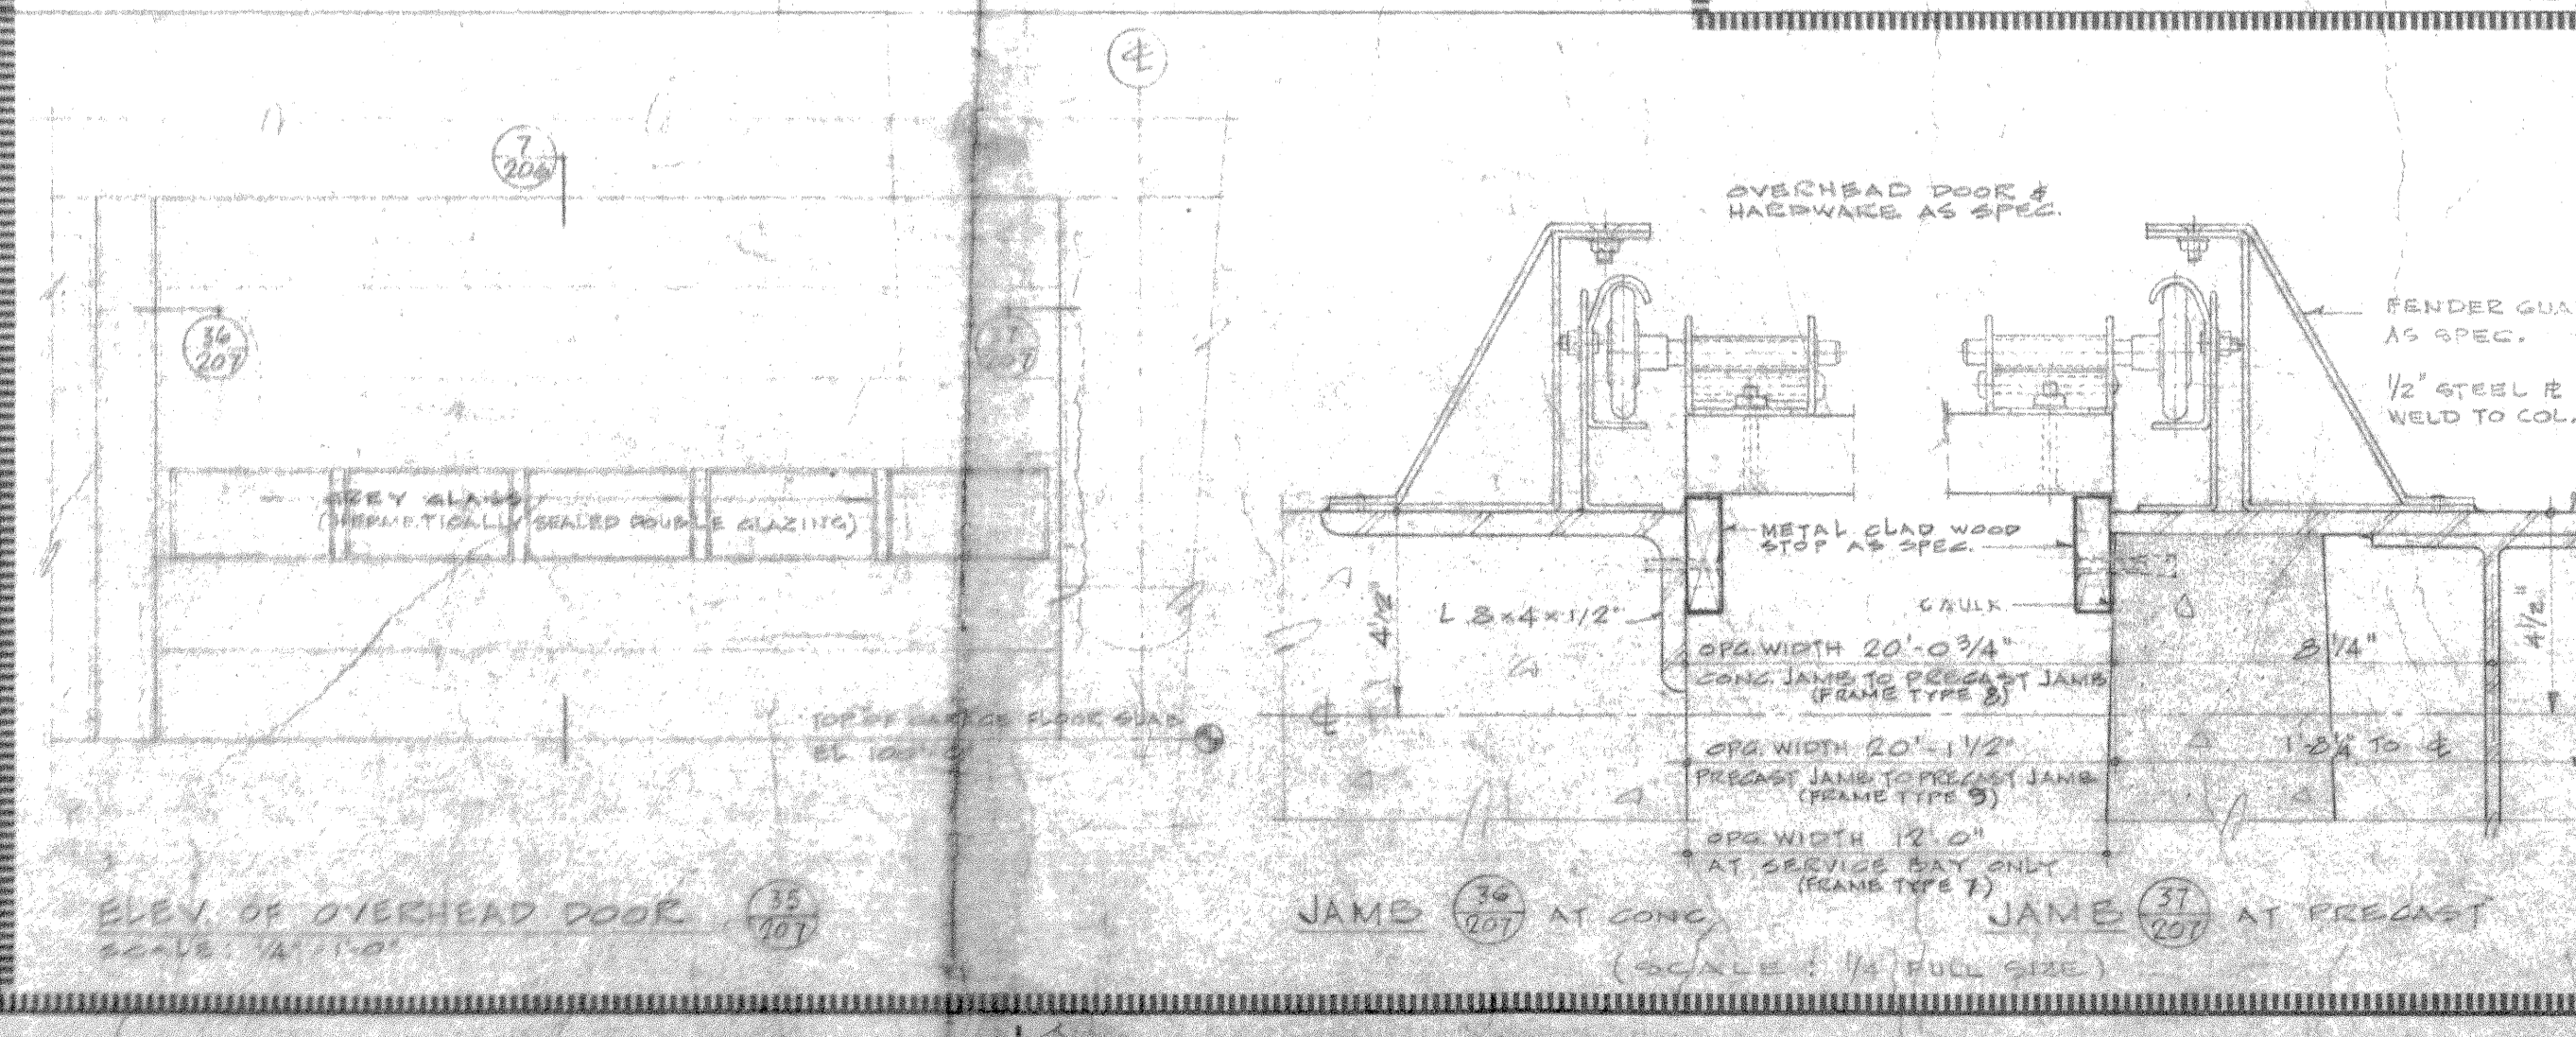 ℄
7
206
36
207
37
207
GREY GLASS
(HERMETICALLY SEALED DOUBLE GLAZING)
TOP OF GARAGE FLOOR SLAB
EL 100'
ELEV. OF OVERHEAD DOOR
35
207
SCALE: 1/4" = 1'-0"
OVERHEAD DOOR &
HARDWARE AS SPEC.
FENDER GUA
AS SPEC.
1/2" STEEL ℄
WELD TO COL.
METAL CLAD WOOD
STOP AS SPEC.
CAULK
L 8x4x1/2"
4 1/2"
OPG. WIDTH 20'-0 3/4"
CONC. JAMB TO PRECAST JAMB
(FRAME TYPE 8)
8 1/4"
4 1/2"
℄
OPG. WIDTH 20'-1 1/2"
PRECAST JAMB TO PRECAST JAMB
(FRAME TYPE 9)
1'-8 1/4" TO ℄
OPG. WIDTH 12'-0"
AT SERVICE BAY ONLY
(FRAME TYPE 7)
JAMB
36
207
AT CONC.
JAMB
37
207
AT PRECAST
(SCALE: 1/4 FULL SIZE)